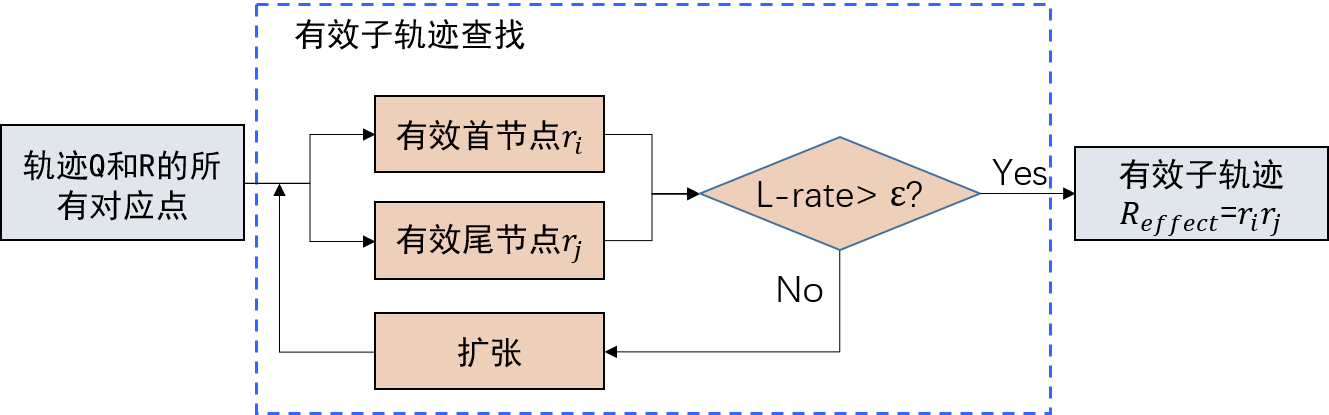 有效子轨迹查找
轨迹Q和R的所
有对应点
有效首节点rᵢ
有效尾节点rⱼ
扩张
L-rate> ε?
Yes
No
有效子轨迹
R_effect=rᵢrⱼ